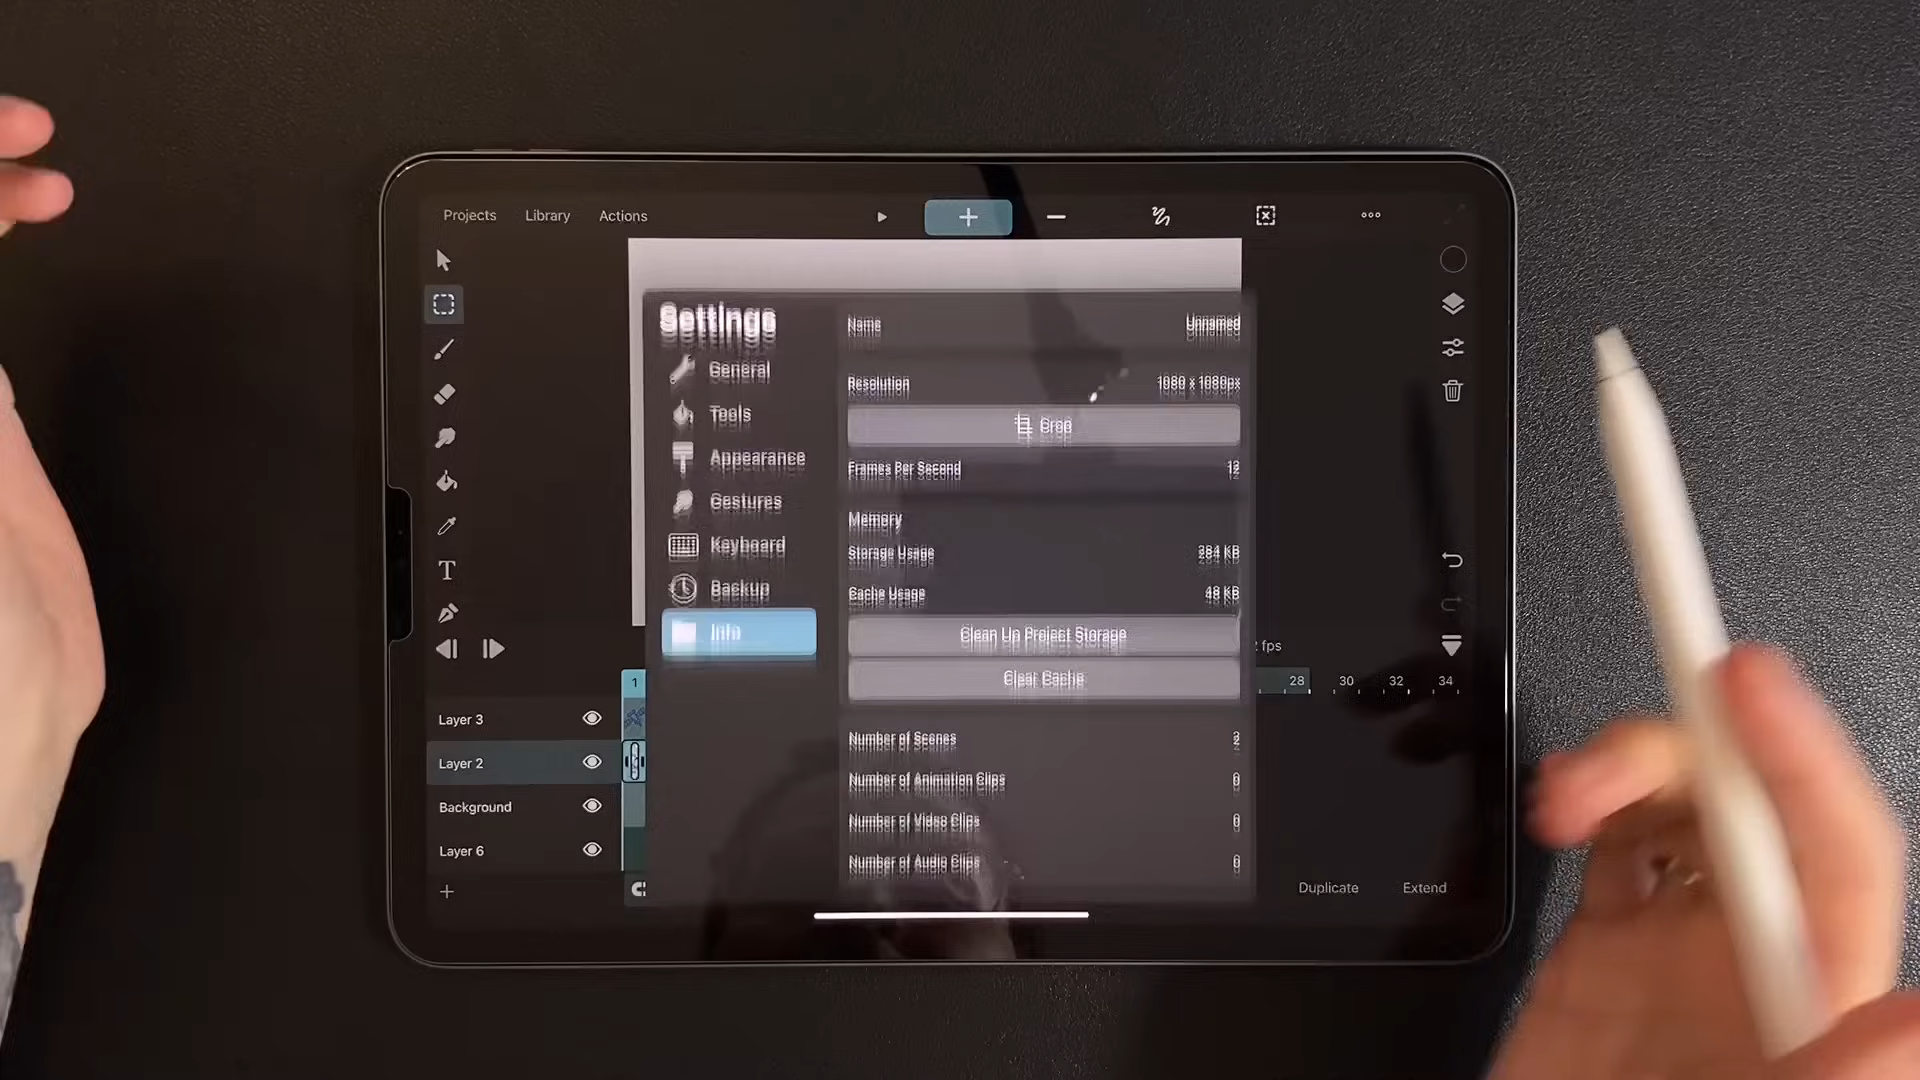 Projects Library Actions
Settings
General
Tools
Appearance
Gestures
Keyboard
Backup
Info
Name Unnamed
Resolution 1080 x 1080px
Crop
Frames Per Second 12
Memory
Storage Usage 284 KB
Cache Usage 48 KB
Clean Up Project Storage
Clear Cache
Number of Scenes 2
Number of Animation Clips 0
Number of Video Clips 0
Number of Audio Clips 0
T
fps
1 28 30 32 34
Layer 3
Layer 2
Background
Layer 6
Duplicate Extend